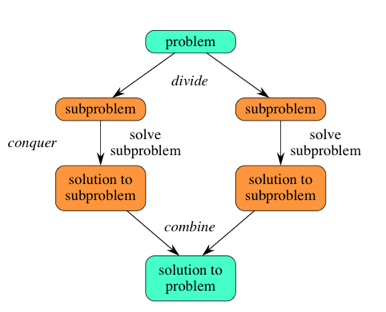 problem
divide
subproblem
subproblem
conquer
solve
subproblem
solve
subproblem
solution to
subproblem
solution to
subproblem
combine
solution to
problem